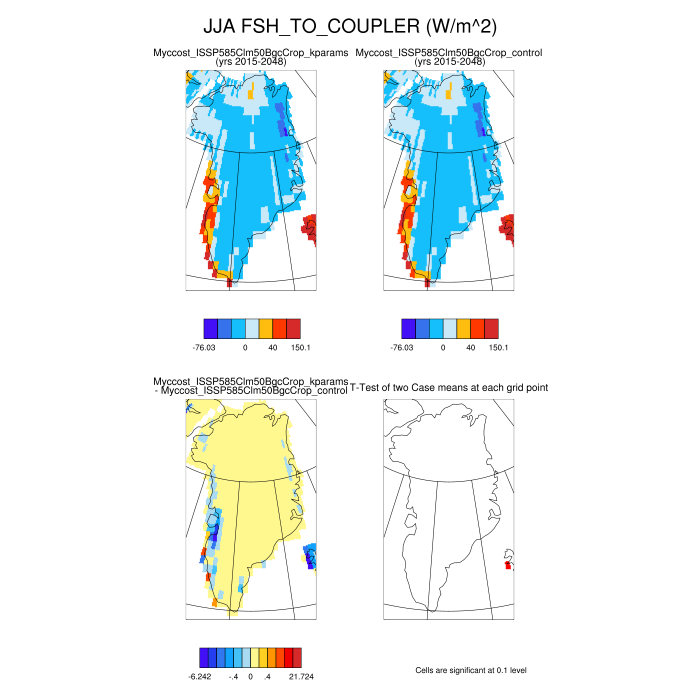 JJA FSH_TO_COUPLER (W/m^2)
Myccost_ISSP585Clm50BgcCrop_kparams
(yrs 2015-2048)
Myccost_ISSP585Clm50BgcCrop_control
(yrs 2015-2048)
-76.03 0 40 150.1
-76.03 0 40 150.1
Myccost_ISSP585Clm50BgcCrop_kparams
- Myccost_ISSP585Clm50BgcCrop_control
T-Test of two Case means at each grid point
-6.242 -.4 0 .4 21.724
Cells are significant at 0.1 level